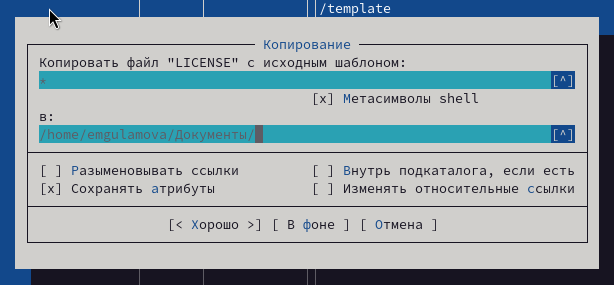 /template
Копирование
Копировать файл "LICENSE" с исходным шаблоном:
* [^]
[x] Метасимволы shell
в:
/home/emgulamova/Документы/ [^]
[ ] Разыменовывать ссылки [ ] Внутрь подкаталога, если есть
[x] Сохранять атрибуты [ ] Изменять относительные ссылки
[< Хорошо >] [ В фоне ] [ Отмена ]